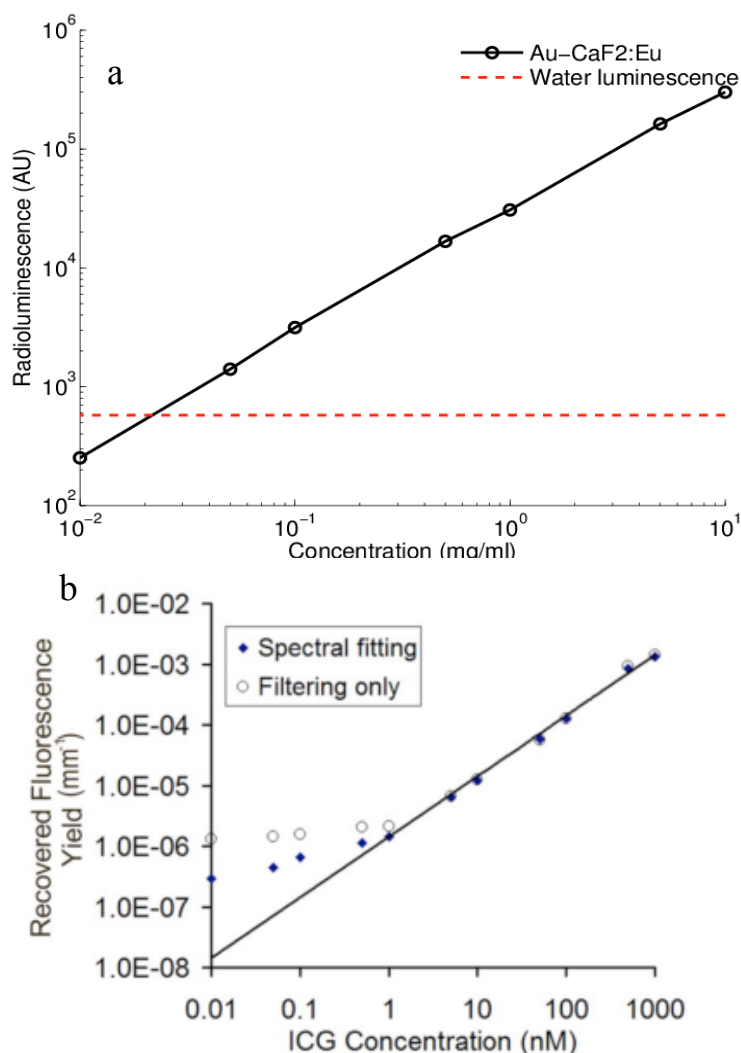 a
10^6
10^5
10^4
10^3
10^2
Radioluminescence (AU)
Au−CaF2:Eu
Water luminescence
10^−2
10^−1
10^0
10^1
Concentration (mg/ml)
b
1.0E-02
1.0E-03
1.0E-04
1.0E-05
1.0E-06
1.0E-07
1.0E-08
Recovered Fluorescence
Yield (mm^-1)
Spectral fitting
Filtering only
0.01
0.1
1
10
100
1000
ICG Concentration (nM)